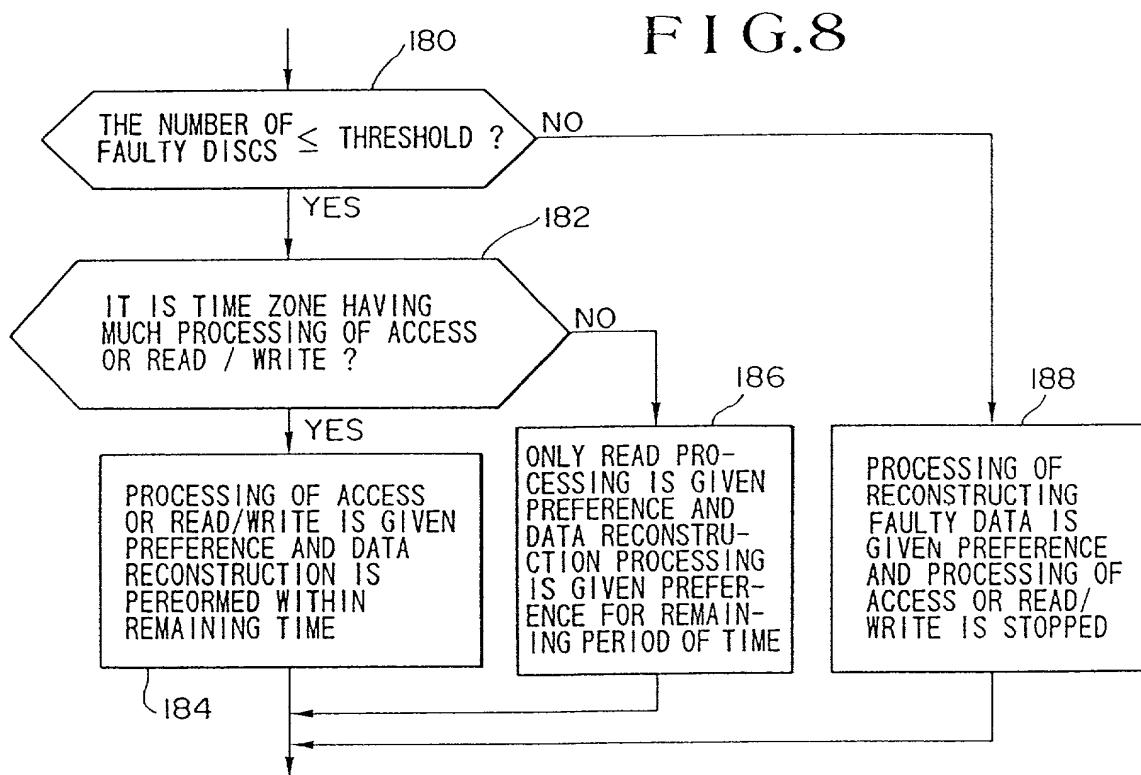 FIG.8
180
THE NUMBER OF
FAULTY DISCS ≤ THRESHOLD ?
NO
YES
182
IT IS TIME ZONE HAVING
MUCH PROCESSING OF ACCESS
OR READ / WRITE ?
NO
YES
184
PROCESSING OF ACCESS
OR READ/WRITE IS GIVEN
PREFERENCE AND DATA
RECONSTRUCTION IS
PEREORMED WITHIN
REMAINING TIME
186
ONLY READ PRO-
CESSING IS GIVEN
PREFERENCE AND
DATA RECONSTRU-
CTION PROCESSING
IS GIVEN PREFER-
ENCE FOR REMAIN-
ING PERIOD OF TIME
188
PROCESSING OF
RECONSTRUCTING
FAULTY DATA IS
GIVEN PREFERENCE
AND PROCESSING OF
ACCESS OR READ/
WRITE IS STOPPED